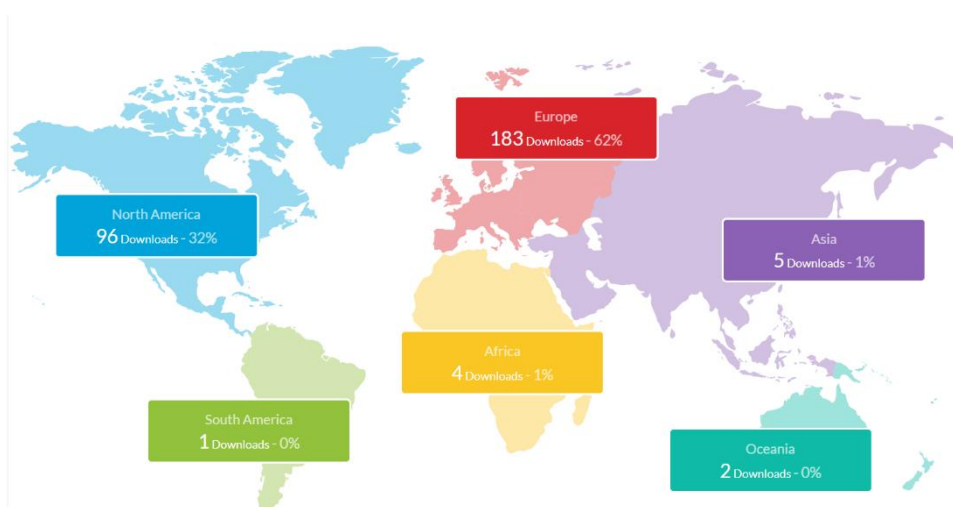 Europe
183 Downloads - 62%
North America
96 Downloads - 32%
Asia
5 Downloads - 1%
Africa
4 Downloads - 1%
South America
1 Downloads - 0%
Oceania
2 Downloads - 0%